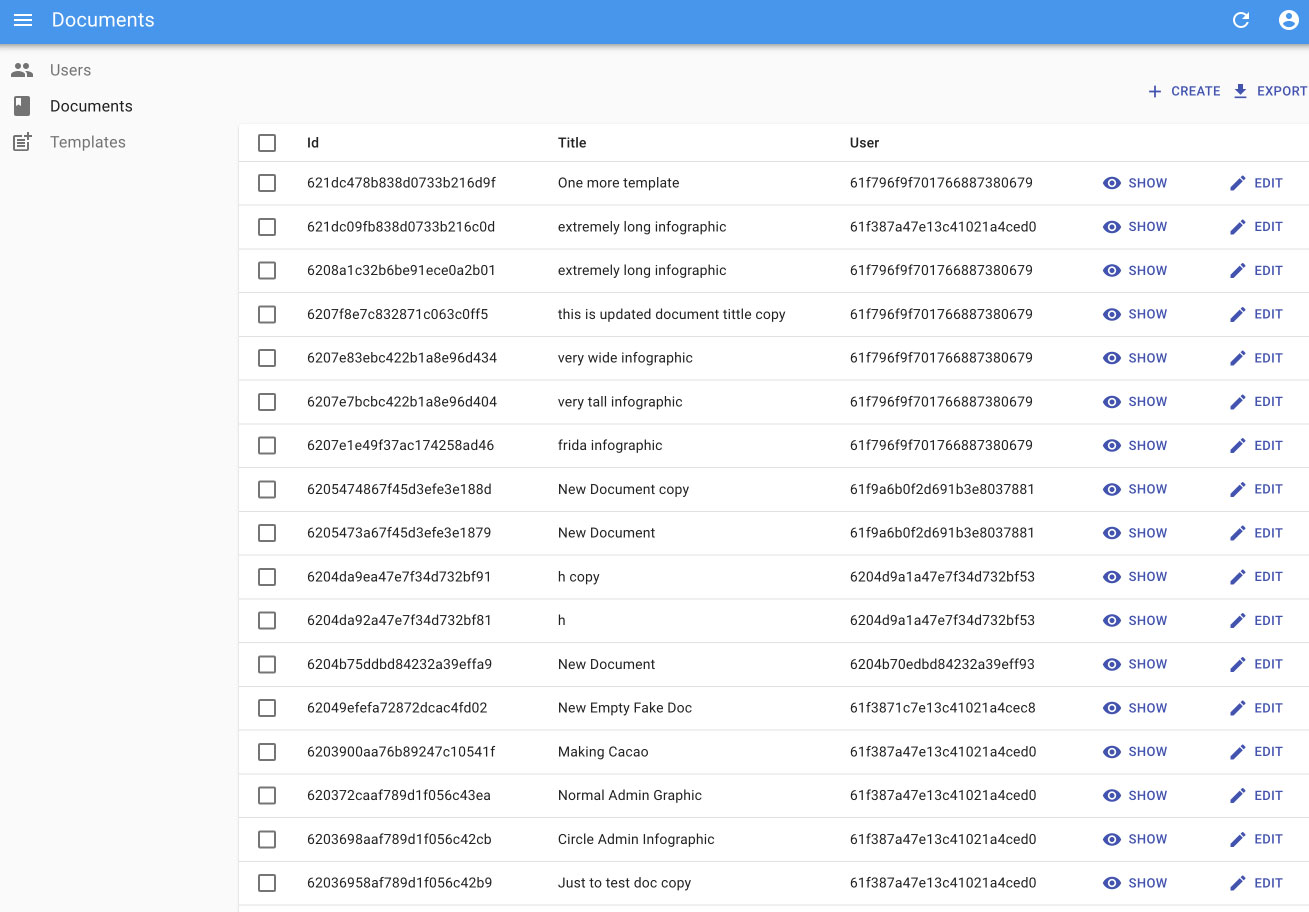 Documents
Users
Documents
Templates
CREATE EXPORT
Id Title User
621dc478b838d0733b216d9f One more template 61f796f9f701766887380679 SHOW EDIT
621dc09fb838d0733b216c0d extremely long infographic 61f387a47e13c41021a4ced0 SHOW EDIT
6208a1c32b6be91ece0a2b01 extremely long infographic 61f796f9f701766887380679 SHOW EDIT
6207f8e7c832871c063c0ff5 this is updated document tittle copy 61f796f9f701766887380679 SHOW EDIT
6207e83ebc422b1a8e96d434 very wide infographic 61f796f9f701766887380679 SHOW EDIT
6207e7bcbc422b1a8e96d404 very tall infographic 61f796f9f701766887380679 SHOW EDIT
6207e1e49f37ac174258ad46 frida infographic 61f796f9f701766887380679 SHOW EDIT
6205474867f45d3efe3e188d New Document copy 61f9a6b0f2d691b3e8037881 SHOW EDIT
6205473a67f45d3efe3e1879 New Document 61f9a6b0f2d691b3e8037881 SHOW EDIT
6204da9ea47e7f34d732bf91 h copy 6204d9a1a47e7f34d732bf53 SHOW EDIT
6204da92a47e7f34d732bf81 h 6204d9a1a47e7f34d732bf53 SHOW EDIT
6204b75ddbd84232a39effa9 New Document 6204b70edbd84232a39eff93 SHOW EDIT
62049efefa72872dcac4fd02 New Empty Fake Doc 61f3871c7e13c41021a4cec8 SHOW EDIT
6203900aa76b89247c10541f Making Cacao 61f387a47e13c41021a4ced0 SHOW EDIT
620372caaf789d1f056c43ea Normal Admin Graphic 61f387a47e13c41021a4ced0 SHOW EDIT
6203698aaf789d1f056c42cb Circle Admin Infographic 61f387a47e13c41021a4ced0 SHOW EDIT
62036958af789d1f056c42b9 Just to test doc copy 61f387a47e13c41021a4ced0 SHOW EDIT